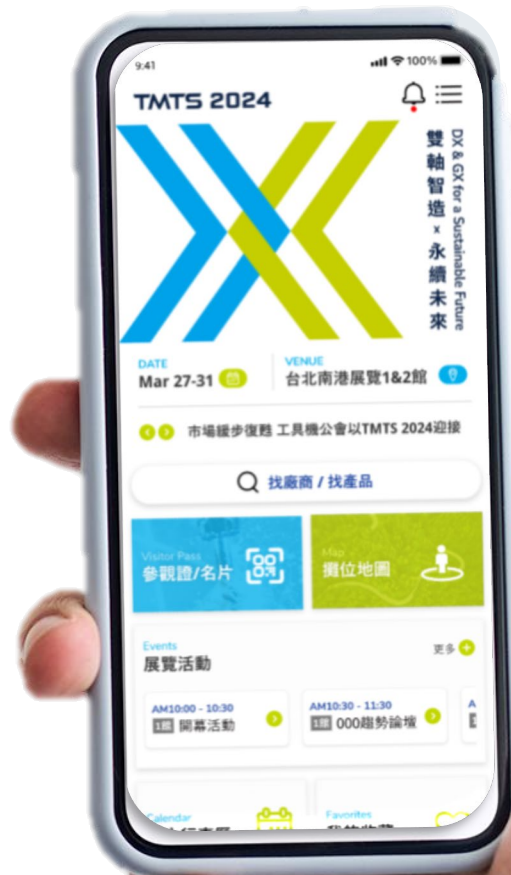 9:41
100%
TMTS 2024
雙軸智造 x 永續未來
DX & GX for a Sustainable Future
DATE
Mar 27-31
VENUE
台北南港展覽1&2館
市場緩步復甦 工具機公會以TMTS 2024迎接
找廠商 / 找產品
Visitor Pass
參觀證/名片
Map
攤位地圖
Events
展覽活動
更多
AM10:00 - 10:30
開幕活動
AM10:30 - 11:30
000趨勢論壇
A
Calendar
Favorites